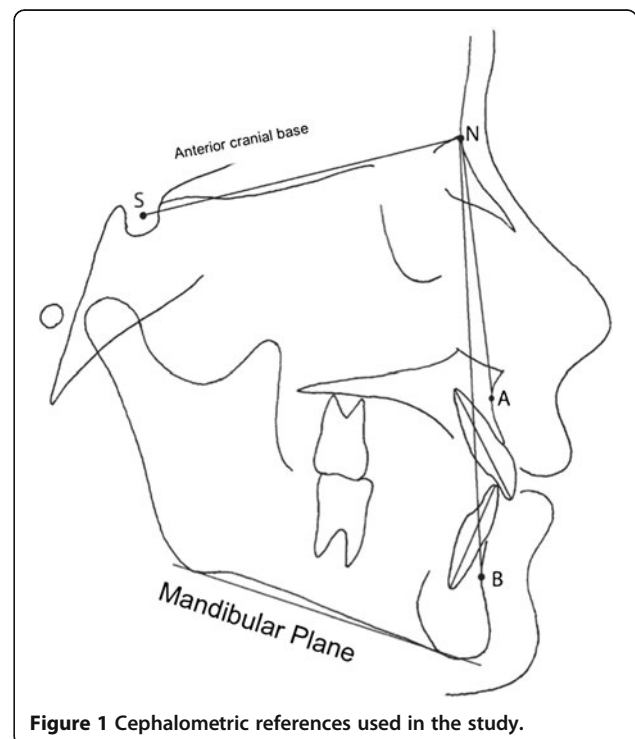 N
Anterior cranial base
S
A
B
Mandibular Plane
Figure 1 Cephalometric references used in the study.